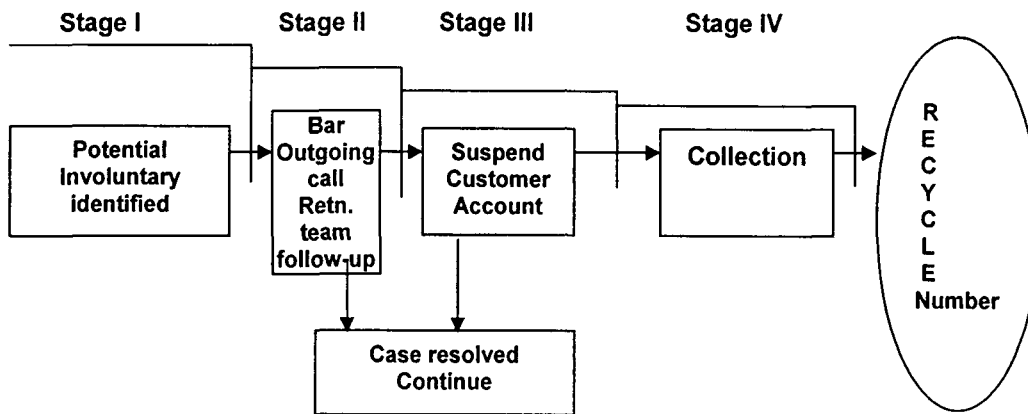 Stage I
Stage II
Stage III
Stage IV
Potential
Involuntary
identified
Bar
Outgoing
call
Retn.
team
follow-up
Suspend
Customer
Account
Collection
R
E
C
Y
C
L
E
Number
Case resolved
Continue